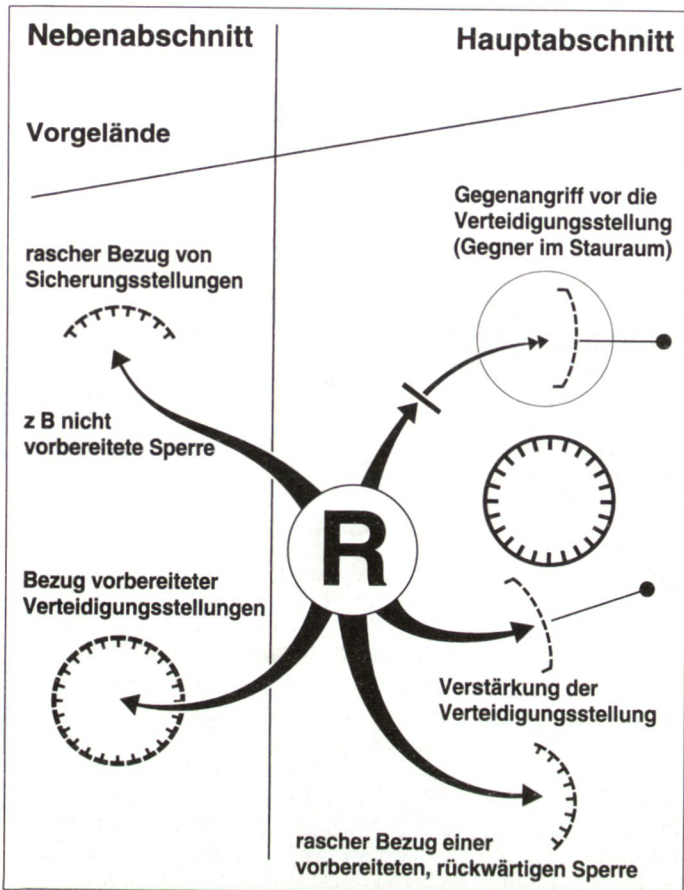 Nebenabschnitt
Hauptabschnitt
Vorgelände
Gegenangriff vor die
Verteidigungsstellung
(Gegner im Stauraum)
rascher Bezug von
Sicherungsstellungen
z B nicht
vorbereitete Sperre
R
Bezug vorbereiteter
Verteidigungsstellungen
Verstärkung der
Verteidigungsstellung
rascher Bezug einer
vorbereiteten, rückwärtigen Sperre